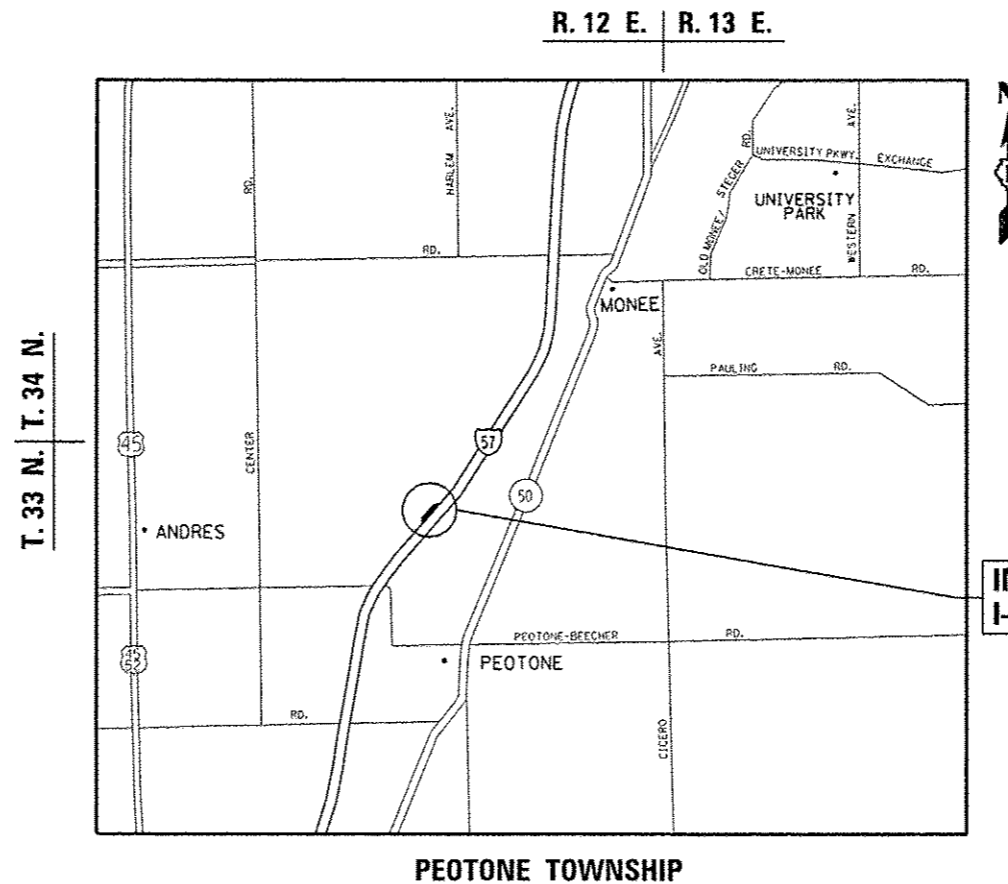 R. 12 E. R. 13 E.
N
HARLEM AVE.
RD.
STEGER RD.
OLD MONEE/
UNIVERSITY PKWY. EXCHANGE
WESTERN AVE.
UNIVERSITY
PARK
RD.
CRETE-MONEE RD.
MONEE
AVE.
PAULING RD.
T. 33 N. T. 34 N.
45
CENTER
57
50
ANDRES
I-
PEOTONE-BEECHER RD.
PEOTONE
RD.
CICERO
PEOTONE TOWNSHIP